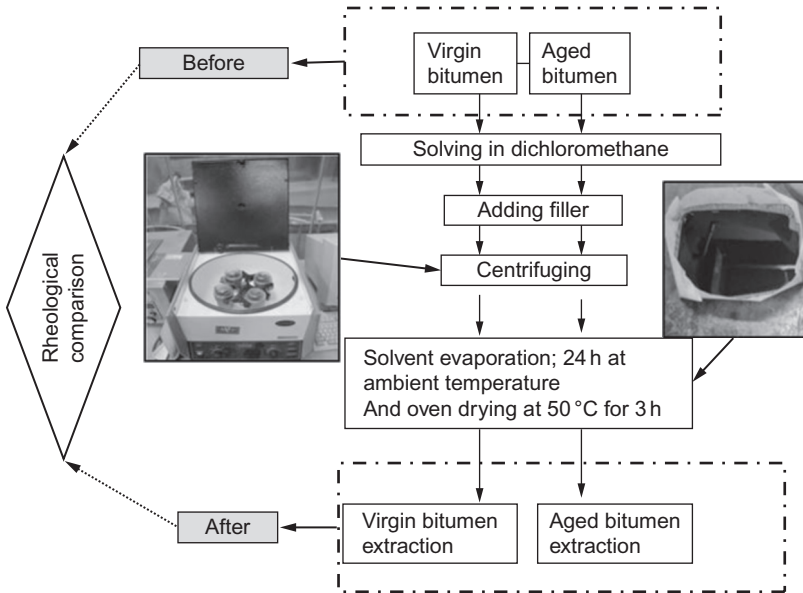 Before
Virgin
bitumen
Aged
bitumen
Solving in dichloromethane
Adding filler
Centrifuging
Rheological
comparison
Solvent evaporation; 24 h at
ambient temperature
And oven drying at 50 °C for 3 h
After
Virgin bitumen
extraction
Aged bitumen
extraction